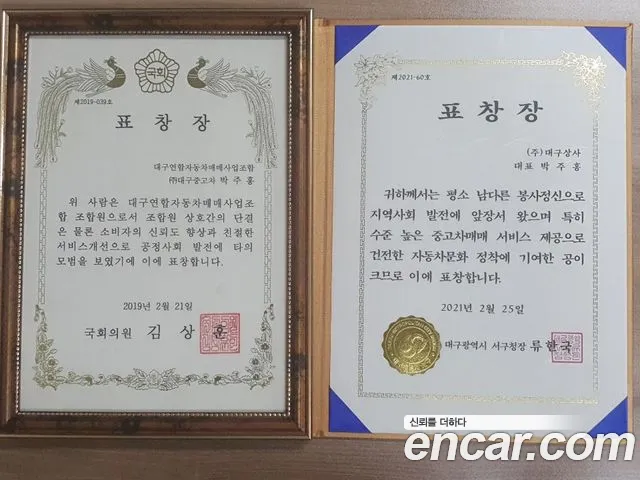 국회
제2019-039호
표 창 장
대구연합자동차매매사업조합
㈜대구중고차 박 주 홍
위 사람은 대구연합자동차매매사업조
합 조합원으로서 조합원 상호간의 단결
은 물론 소비자의 신뢰도 향상과 친절한
서비스개선으로 공정사회 발전에 타의
모범을 보였기에 이에 표창합니다.
2019년 2월 21일
국회의원 김 상 훈
제2021-60호
표 창 장
(주)대구상사
대표 박 주 홍
귀하께서는 평소 남다른 봉사정신으로
지역사회 발전에 앞장서 왔으며 특히
수준 높은 중고차매매 서비스 제공으로
건전한 자동차문화 정착에 기여한 공이
크므로 이에 표창합니다.
2021년 2월 25일
대구광역시 서구청장 류한국
신뢰를 더하다
encar.com